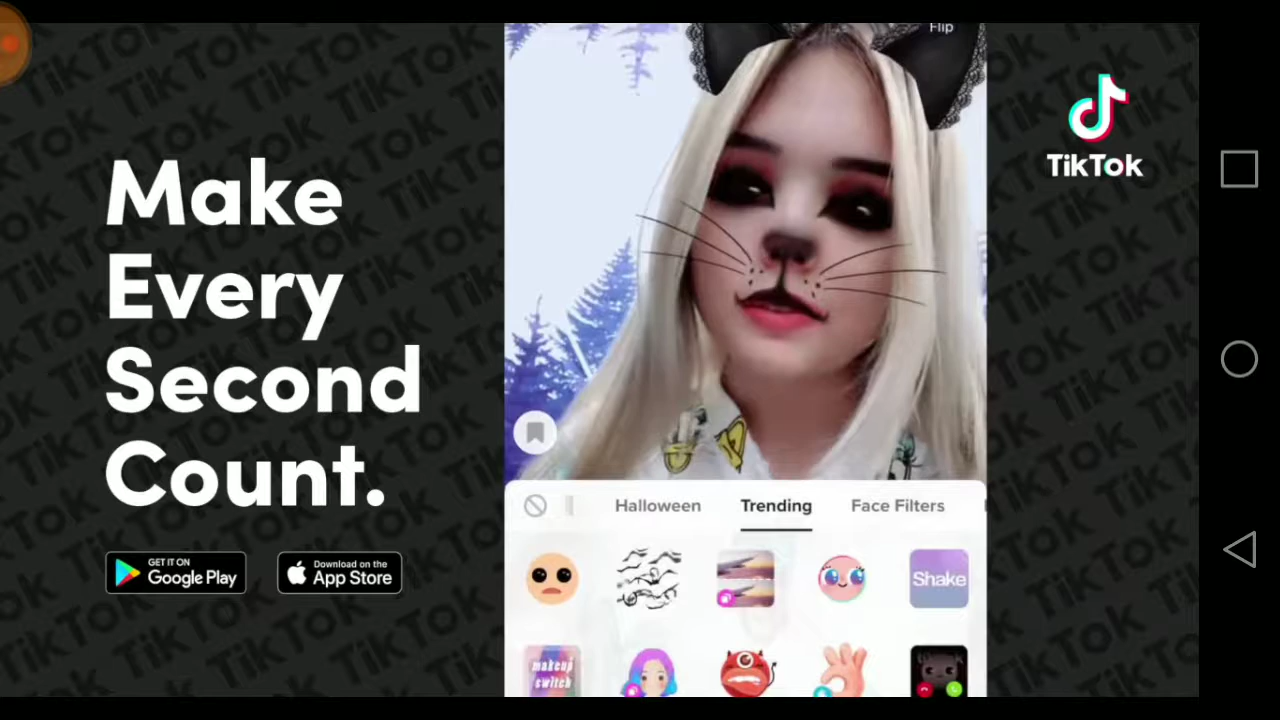 Make
Every
Second
Count.
GET IT ON
Google Play
Download on the
App Store
Flip
TikTok
Halloween
Trending
Face Filters
Shake
makeup
switch